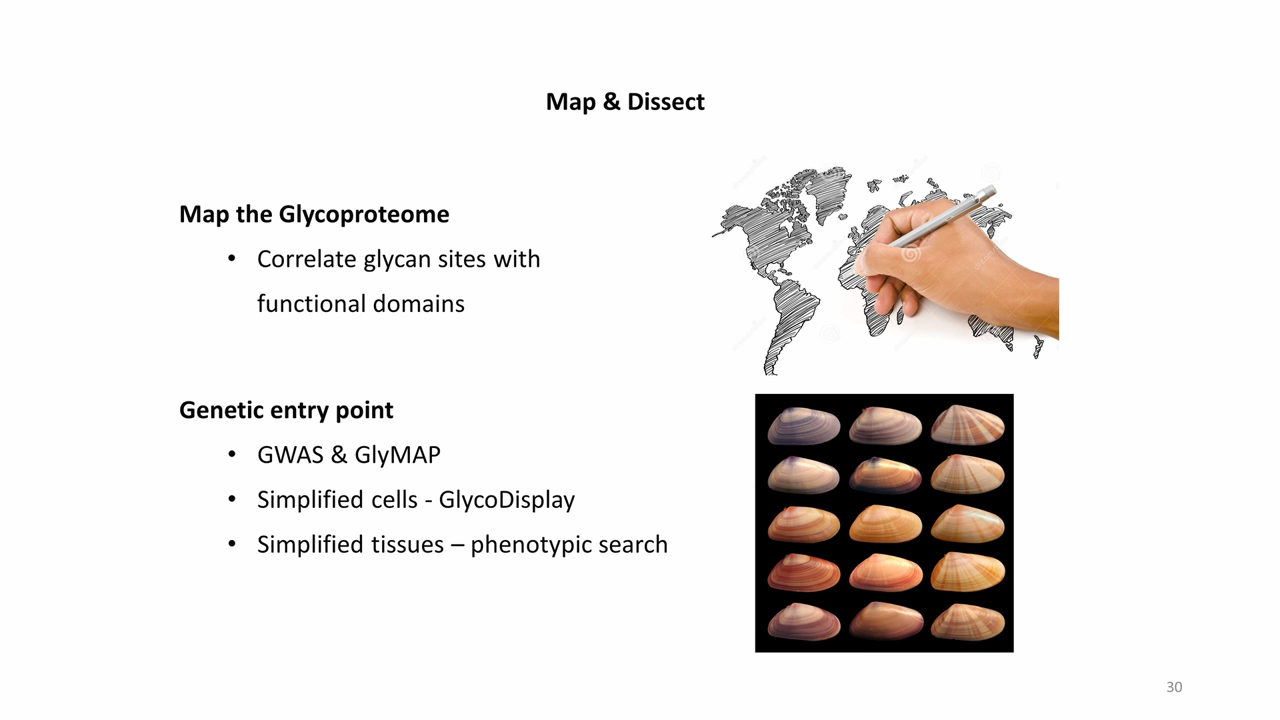 Map & Dissect
Map the Glycoproteome
• Correlate glycan sites with
functional domains
Genetic entry point
• GWAS & GlyMAP
• Simplified cells - GlycoDisplay
• Simplified tissues – phenotypic search
30